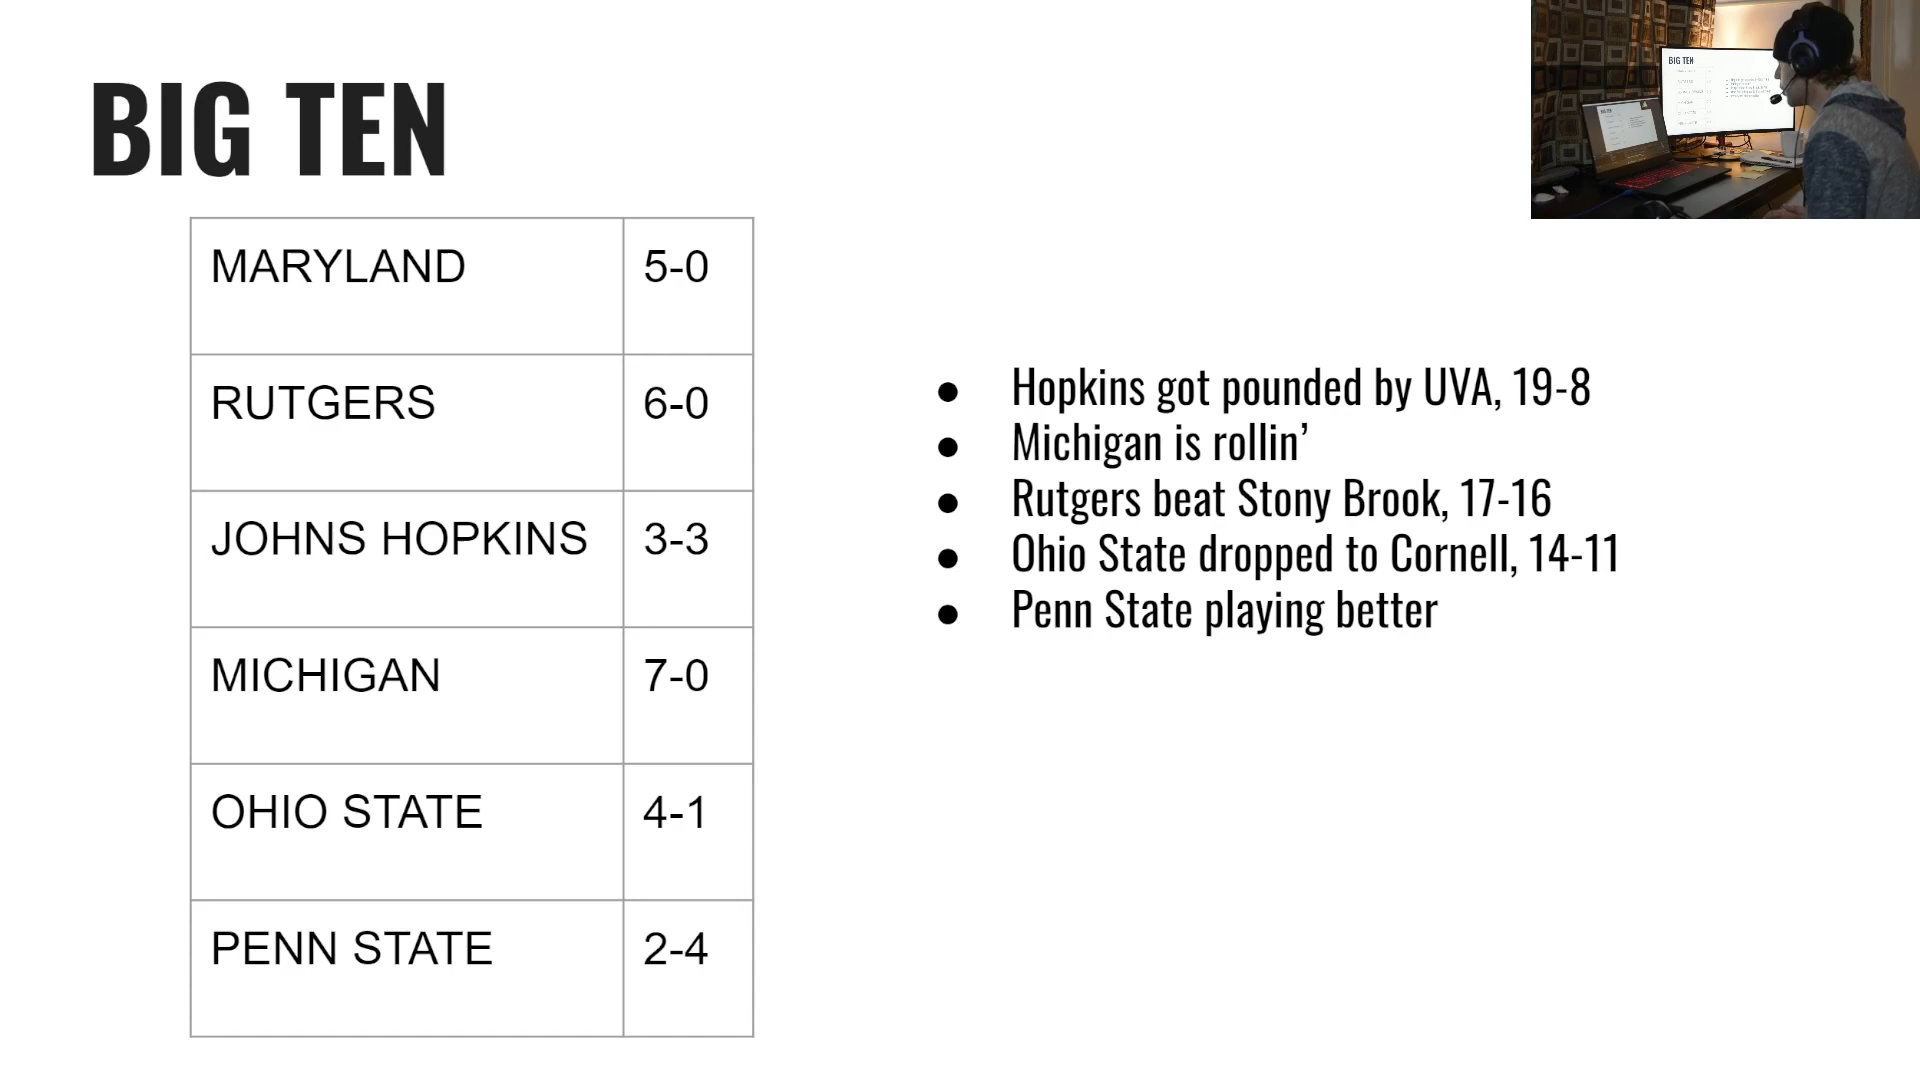 BIG TEN
MARYLAND 5-0
RUTGERS 6-0
JOHNS HOPKINS 3-3
MICHIGAN 7-0
OHIO STATE 4-1
PENN STATE 2-4
● Hopkins got pounded by UVA, 19-8
● Michigan is rollin’
● Rutgers beat Stony Brook, 17-16
● Ohio State dropped to Cornell, 14-11
● Penn State playing better
BIG TEN